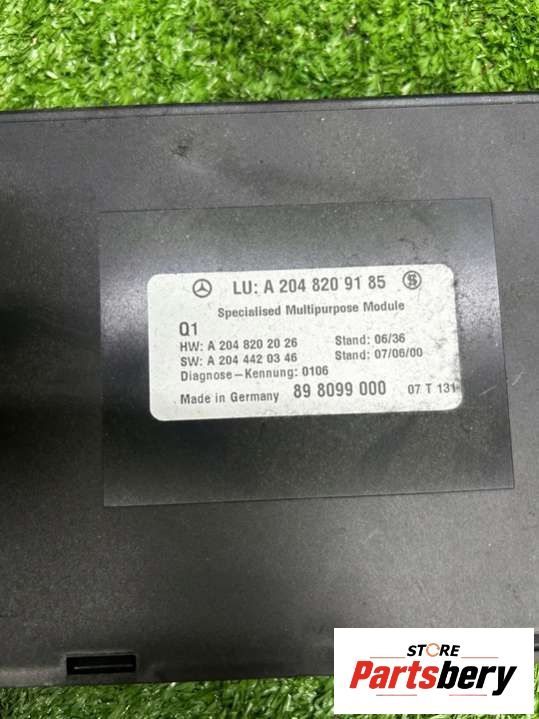 LU: A 204 820 91 85
Specialised Multipurpose Module
Q1
HW: A 204 820 20 26 Stand: 06/36
SW: A 204 442 03 46 Stand: 07/06/00
Diagnose-Kennung: 0106
Made in Germany 89 8099 000 07 T 131
STORE
Partsbery